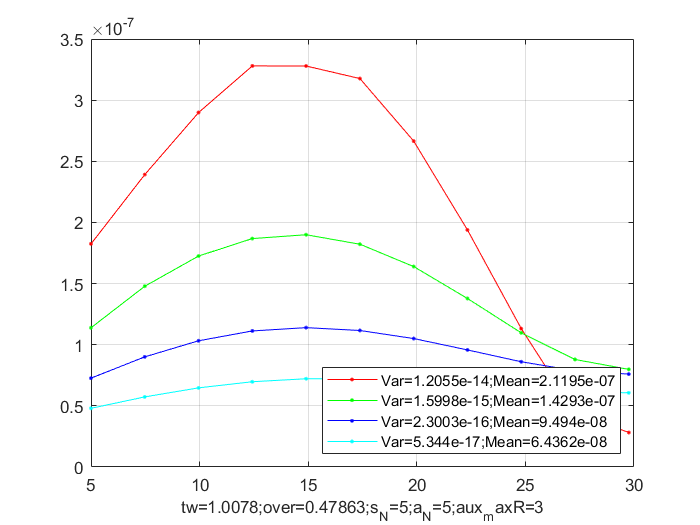 ×10-7
3.5
3
2.5
2
1.5
1
0.5
0
5 10 15 20 25 30
Var=1.2055e-14;Mean=2.1195e-07
Var=1.5998e-15;Mean=1.4293e-07
Var=2.3003e-16;Mean=9.494e-08
Var=5.344e-17;Mean=6.4362e-08
tw=1.0078;over=0.47863;sN=5;aN=5;auxmaxR=3